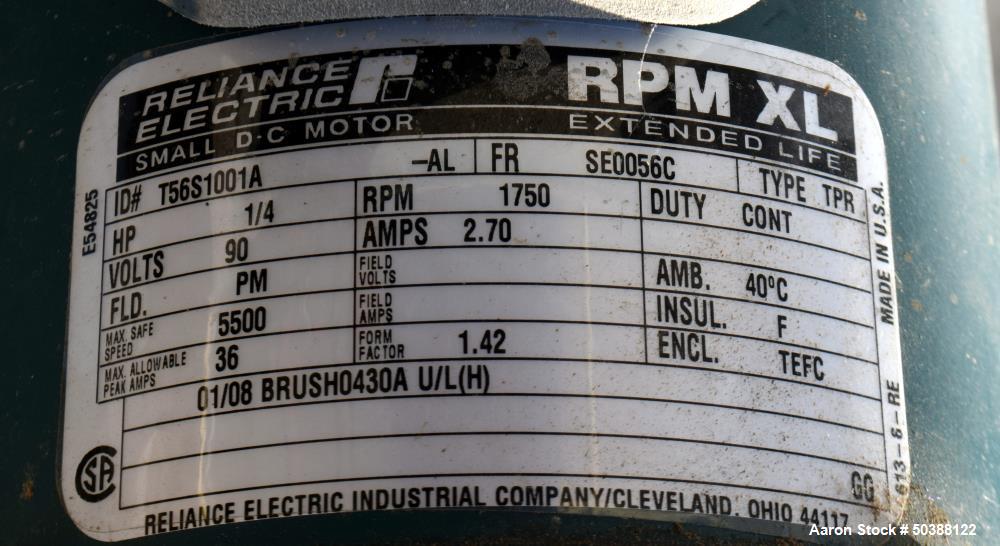 RELIANCE ELECTRIC RPM XL
SMALL D·C MOTOR EXTENDED LIFE
ID# T56S1001A -AL FR SE0056C TYPE TPR
HP 1/4 RPM 1750 DUTY CONT
VOLTS 90 AMPS 2.70
FLD. PM FIELD VOLTS AMB. 40°C
MAX. SAFE SPEED 5500 FIELD AMPS INSUL. F
MAX. ALLOWABLE PEAK AMPS 36 FORM FACTOR 1.42 ENCL. TEFC
01/08 BRUSH0430A U/L(H)
GG
RELIANCE ELECTRIC INDUSTRIAL COMPANY/CLEVELAND, OHIO 44117
E54825
MADE IN U.S.A.
613-6-RE
SA
Aaron Stock # 50388122